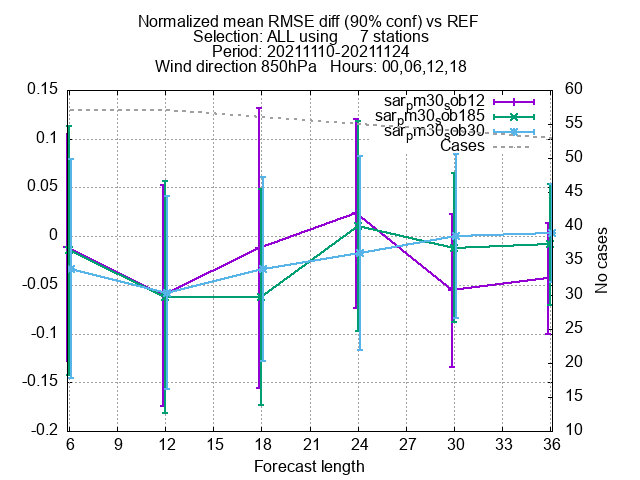 Normalized mean RMSE diff (90% conf) vs REF
Selection: ALL using     7 stations
Period: 20211110-20211124
Wind direction 850hPa   Hours: 00,06,12,18
sarpm30sob12
sarpm30sob185
sarpm30sob30
Cases
0.15
0.1
0.05
0
-0.05
-0.1
-0.15
-0.2
60
55
50
45
40
35
30
25
20
15
10
No cases
6 9 12 15 18 21 24 27 30 33 36
Forecast length